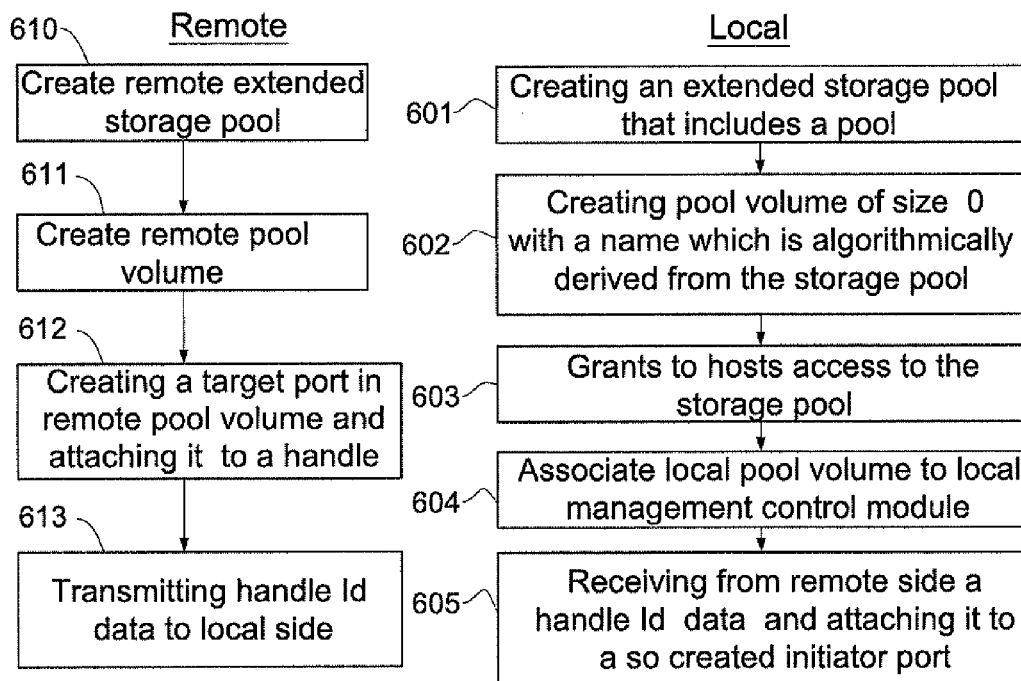 Remote
610
Create remote extended
storage pool
611
Create remote pool
volume
612
Creating a target port in
remote pool volume and
attaching it to a handle
613
Transmitting handle Id
data to local side
Local
601
Creating an extended storage pool
that includes a pool
602
Creating pool volume of size 0
with a name which is algorithmically
derived from the storage pool
603
Grants to hosts access to the
storage pool
604
Associate local pool volume to local
management control module
605
Receiving from remote side a
handle Id data and attaching it to
a so created initiator port